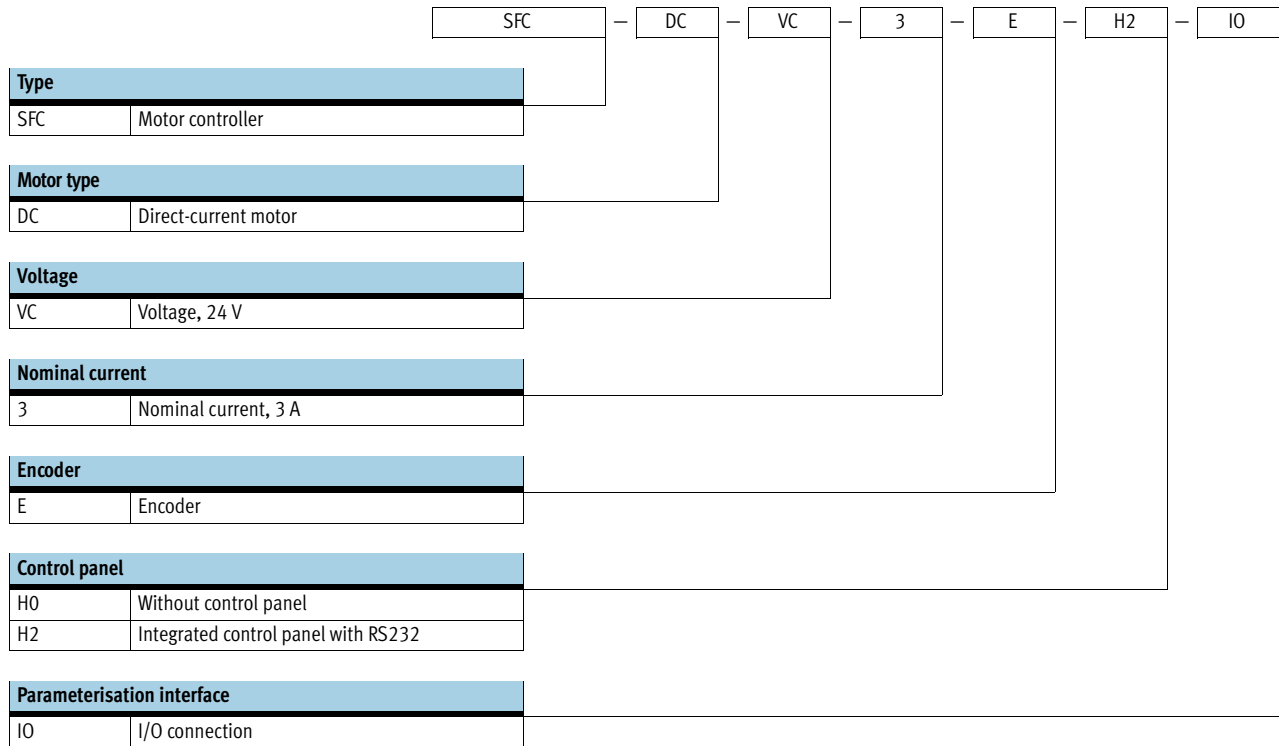 SFC — DC — VC — 3 — E — H2 — IO
Type
SFC Motor controller
Motor type
DC Direct-current motor
Voltage
VC Voltage, 24 V
Nominal current
3 Nominal current, 3 A
Encoder
E Encoder
Control panel
H0 Without control panel
H2 Integrated control panel with RS232
Parameterisation interface
IO I/O connection